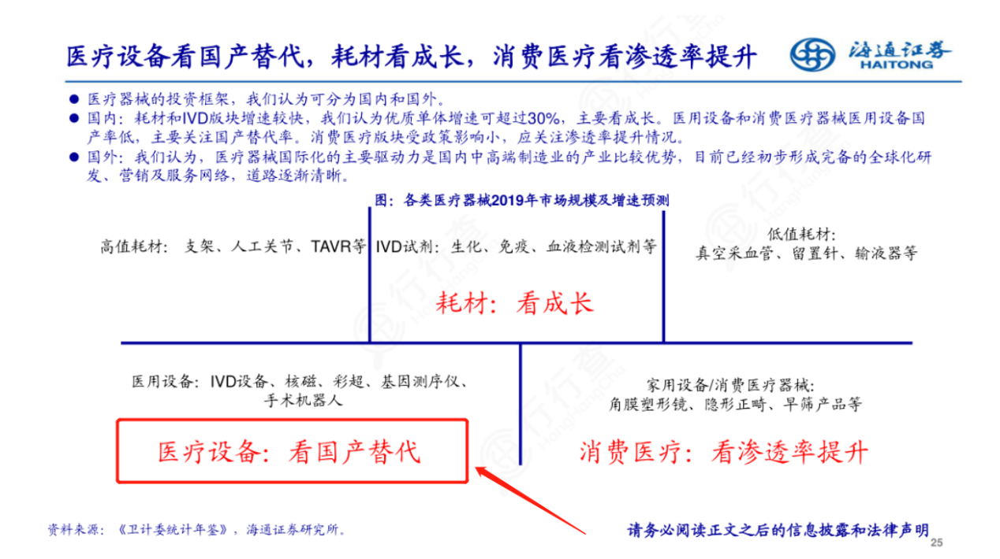 医疗设备看国产替代，耗材看成长，消费医疗看渗透率提升
海通证券
HAITONG
● 医疗器械的投资框架，我们认为可分为国内和国外。
● 国内：耗材和IVD版块增速较快，我们认为优质单体增速可超过30%，主要看成长。医用设备和消费医疗器械医用设备国
产率低，主要关注国产替代率。消费医疗版块受政策影响小，应关注渗透率提升情况。
● 国外：我们认为，医疗器械国际化的主要驱动力是国内中高端制造业的产业比较优势，目前已经初步形成完备的全球化研
发、营销及服务网络，道路逐渐清晰。
图：各类医疗器械2019年市场规模及增速预测
高值耗材： 支架、人工关节、TAVR等
IVD试剂：生化、免疫、血液检测试剂等
低值耗材：
真空采血管、留置针、输液器等
耗材：看成长
医用设备：IVD设备、核磁、彩超、基因测序仪、
手术机器人
家用设备/消费医疗器械：
角膜塑形镜、隐形正畸、早筛产品等
医疗设备：看国产替代
消费医疗：看渗透率提升
资料来源：《卫计委统计年鉴》，海通证券研究所。
请务必阅读正文之后的信息披露和法律声明
25
行行查
HangHangCha
行行查
HangHangCha
行行查
HangHangCha